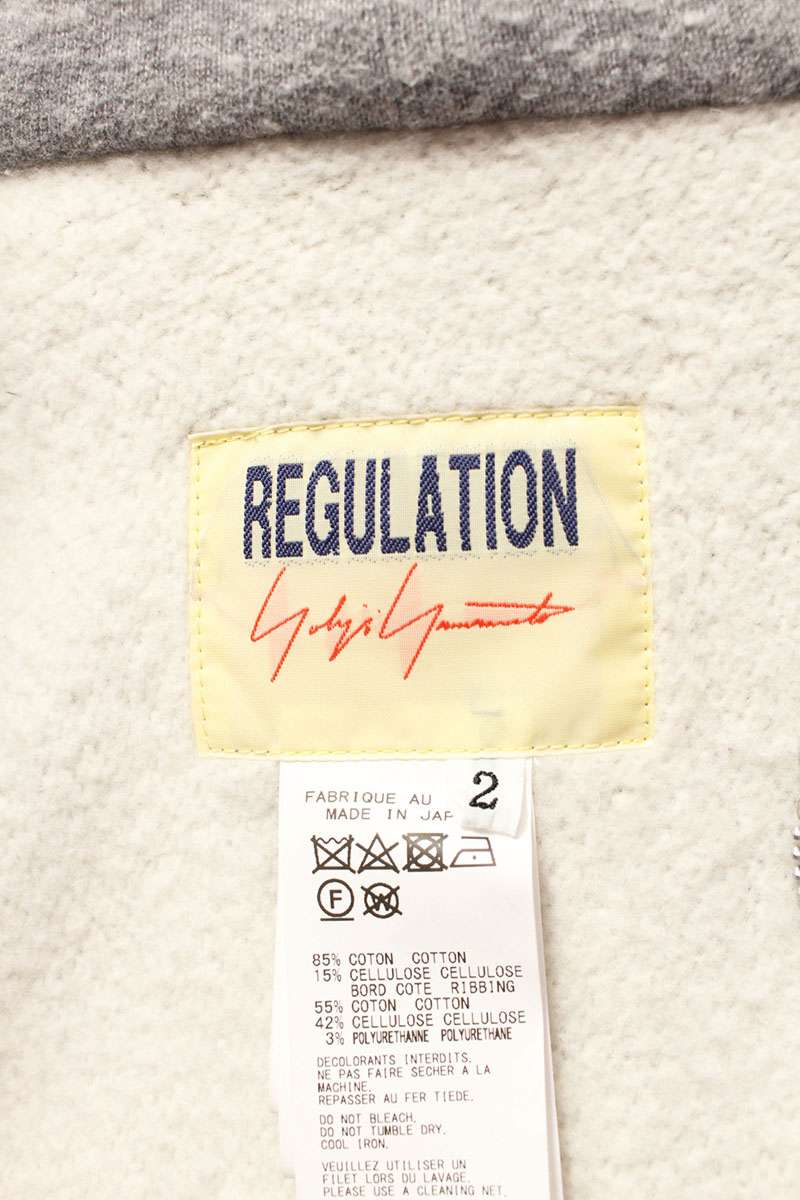 REGULATION
Yohji Yamamoto
2
FABRIQUE AU
MADE IN JAP
F
W
85% COTON COTTON
15% CELLULOSE CELLULOSE
BORD COTE RIBBING
55% COTON COTTON
42% CELLULOSE CELLULOSE
3% POLYURETHANNE POLYURETHANE
DECOLORANTS INTERDITS.
NE PAS FAIRE SECHER A LA
MACHINE.
REPASSER AU FER TIEDE.
DO NOT BLEACH.
DO NOT TUMBLE DRY.
COOL IRON.
VEUILLEZ UTILISER UN
FILET LORS DU LAVAGE.
PLEASE USE A CLEANING NET.